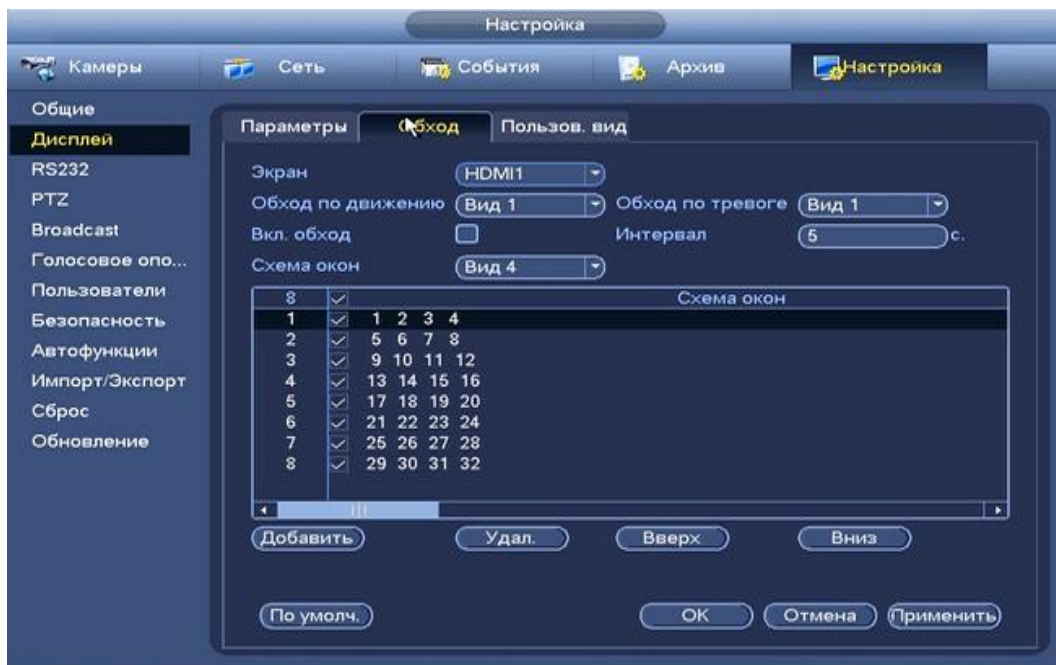 Настройка
Камеры Сеть События Архив Настройка
Общие
Дисплей
RS232
PTZ
Broadcast
Голосовое опо...
Пользователи
Безопасность
Автофункции
Импорт/Экспорт
Сброс
Обновление
Параметры Обход Пользов. вид
Экран HDMI1
Обход по движению Вид 1 Обход по тревоге Вид 1
Вкл. обход Интервал 5 с.
Схема окон Вид 4
8 Схема окон
1 1 2 3 4
2 5 6 7 8
3 9 10 11 12
4 13 14 15 16
5 17 18 19 20
6 21 22 23 24
7 25 26 27 28
8 29 30 31 32
Добавить Удал. Вверх Вниз
По умолч. OK Отмена Применить